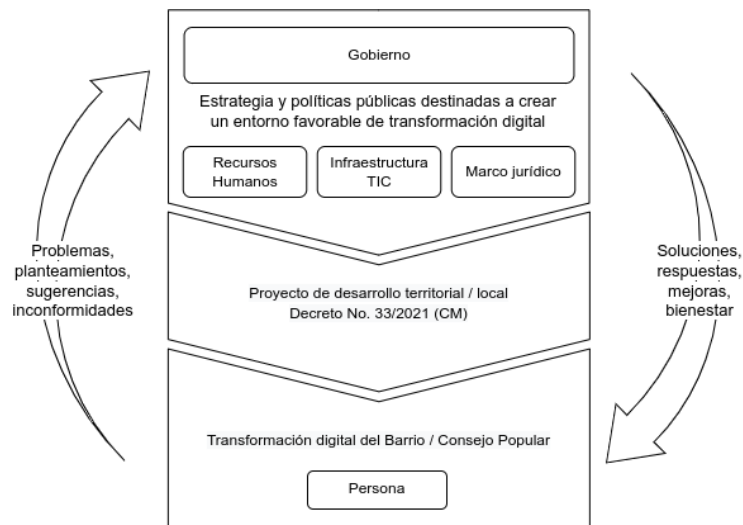 Gobierno
Estrategia y políticas públicas destinadas a crear
un entorno favorable de transformación digital
Recursos
Humanos
Infraestructura
TIC
Marco jurídico
Problemas,
planteamientos,
sugerencias,
inconformidades
Proyecto de desarrollo territorial / local
Decreto No. 33/2021 (CM)
Soluciones,
respuestas,
mejoras,
bienestar
Transformación digital del Barrio / Consejo Popular
Persona